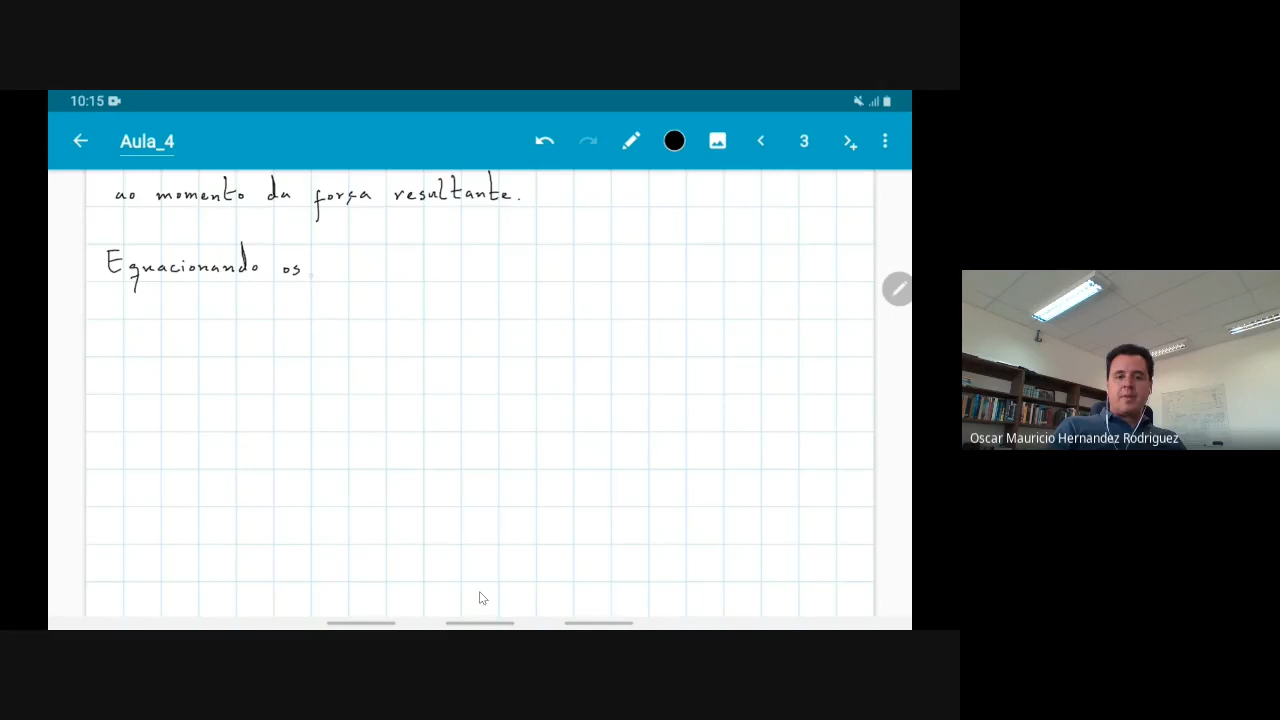 10:15
Aula_4
3
ao momento da força resultante.
Equacionando os
Oscar Mauricio Hernandez Rodriguez